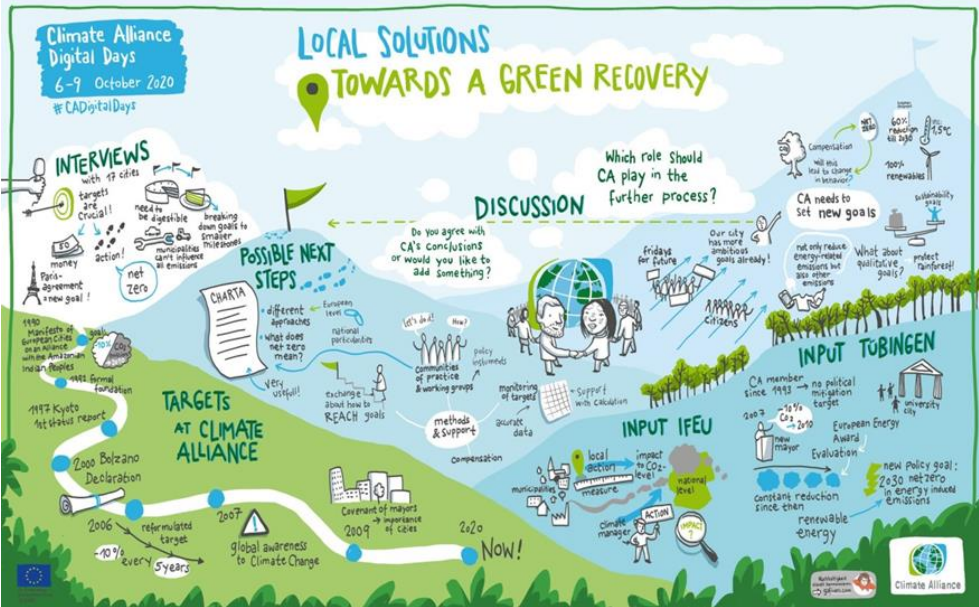 Climate Alliance
Digital Days
6-9 October 2020
#CADigitalDays
LOCAL SOLUTIONS
TOWARDS A GREEN RECOVERY
INTERVIEWS
with 17 cities
targets
are
crucial!
money
action!
need to
be digestible
breaking
down goals to
smaller
milestones
municipalities
can't influence
all emissions
Paris-
agreement
a new goal!
net
zero
POSSIBLE NEXT
STEPS
CHARTA
different
approaches
European
level
what does
net zero
mean?
national
particularities
very
useful!
exchange
about how to
REACH goals
DISCUSSION
Which role should
CA play in the
further process?
Do you agree with
CA's conclusions
or would you like to
add something?
Fridays
for future
Our city
has more
ambitious
goals already!
citizens
Let's do it!
How?
Communities
of practice
& working groups
policy
instruments
methods
& support
compensation
monitoring
of targets
accurate
data
support
with calculation
CO2
Compensation
will this
lead to change
in behavior?
NET
ZERO
60%
reduction
till 2030
1,5°C
100%
renewables
CA needs to
set new goals
sustainability
goals
not only reduce
energy-related
emissions but
also other
emissions
What about
qualitative
goals?
protect
rainforest!
TARGETS
AT CLIMATE
ALLIANCE
1990
Manifesto of
European Cities
on an Alliance
with the Amazonian
Indian Peoples
goals
-10%
CO2
1992 formal
foundation
1997 Kyoto
1st status report
2000 Bolzano
Declaration
2006
reformulated
target
-10%
every 5 years
2007
global awareness
to Climate Change
Covenant of mayors
→ importance
of cities
2009
2020
NOW!
INPUT IFEU
municipalities
local
action
measure
impact
to CO2-
level
national
level
climate
manager
ACTION
IMPACT
?
INPUT TÜBINGEN
CA member
since 1993 → no political
mitigation
target
university
city
2007
-10%
CO2
→ 2010
new
mayor
European Energy
Award
Evaluation
constant reduction
since then
renewable
energy
new Policy goal:
2030 net zero
in energy induced
emissions
Climate Alliance